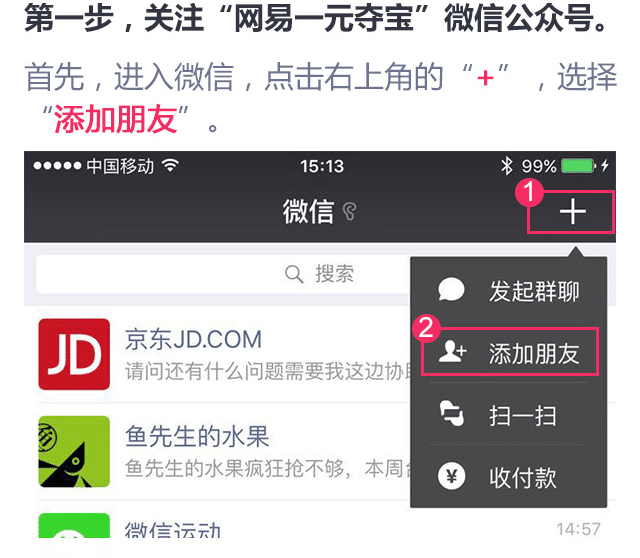 第一步，关注“网易一元夺宝”微信公众号。
首先，进入微信，点击右上角的“+”，选择
“添加朋友”。
中国移动 15:13 99%
1
微信
搜索
发起群聊
京东JD.COM
JD
2
添加朋友
请问还有什么问题需要我这边协
扫一扫
鱼先生的水果
鱼先生的水果疯狂抢不够，本周
¥ 收付款
微信运动 14:57